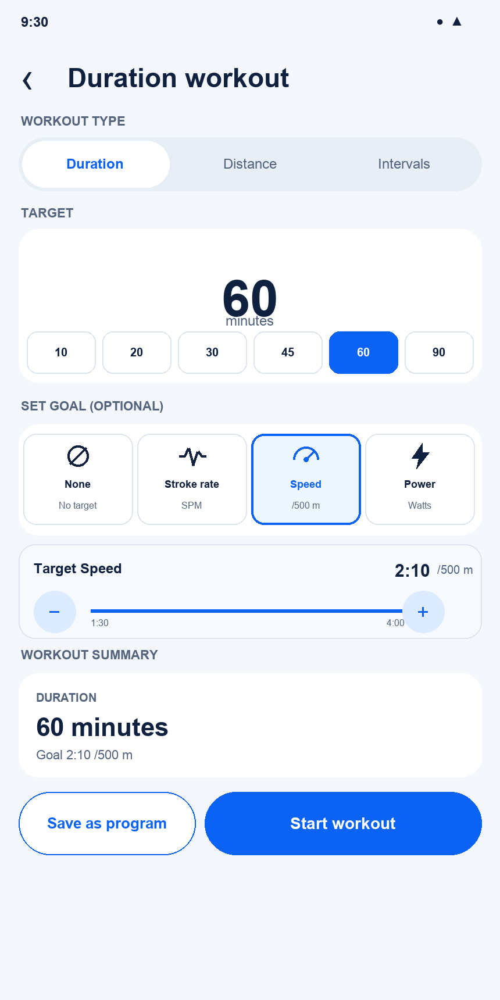 9:30
Duration workout
WORKOUT TYPE
Duration Distance Intervals
TARGET
60
minutes
10 20 30 45 60 90
SET GOAL (OPTIONAL)
None Stroke rate Speed Power
No target SPM /500 m Watts
Target Speed 2:10 /500 m
− +
1:30 4:00
WORKOUT SUMMARY
DURATION
60 minutes
Goal 2:10 /500 m
Save as program Start workout